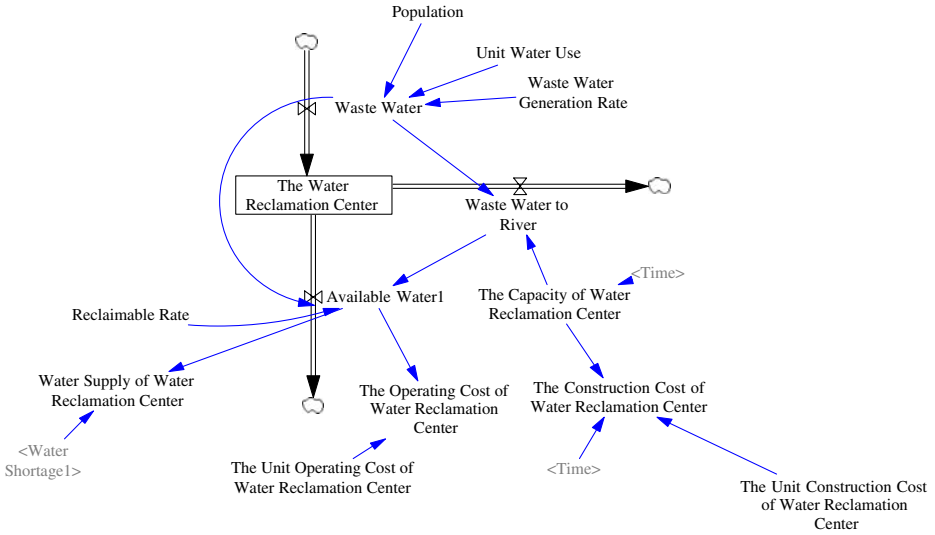 Population
Unit Water Use
Waste Water
Generation Rate
Waste Water
The Water
Reclamation Center
Waste Water to
River
<Time>
Available Water1
The Capacity of Water
Reclamation Center
Reclaimable Rate
Water Supply of Water
Reclamation Center
The Operating Cost of
Water Reclamation
Center
The Construction Cost of
Water Reclamation Center
<Water
Shortage1>
The Unit Operating Cost of
Water Reclamation Center
<Time>
The Unit Construction Cost
of Water Reclamation
Center